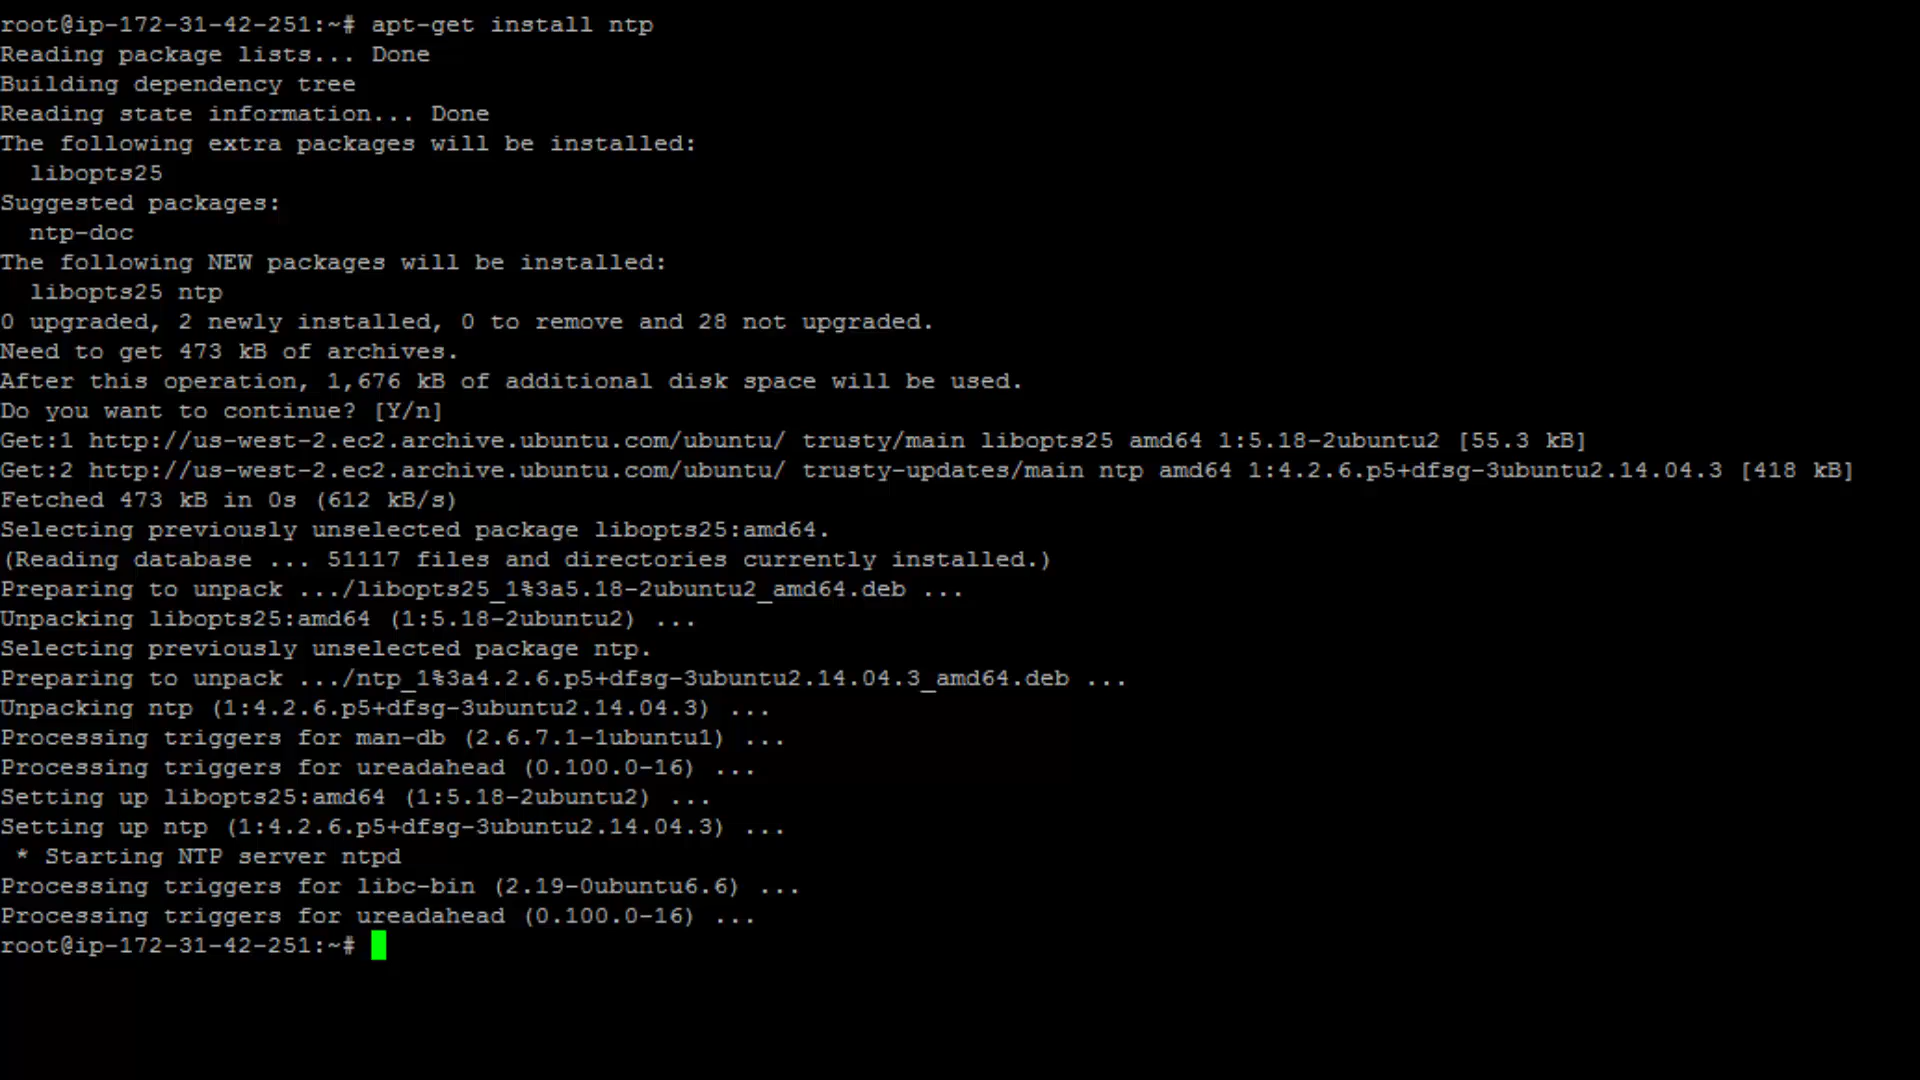 root@ip-172-31-42-251:~# apt-get install ntp
Reading package lists... Done
Building dependency tree
Reading state information... Done
The following extra packages will be installed:
  libopts25
Suggested packages:
  ntp-doc
The following NEW packages will be installed:
  libopts25 ntp
0 upgraded, 2 newly installed, 0 to remove and 28 not upgraded.
Need to get 473 kB of archives.
After this operation, 1,676 kB of additional disk space will be used.
Do you want to continue? [Y/n]
Get:1 http://us-west-2.ec2.archive.ubuntu.com/ubuntu/ trusty/main libopts25 amd64 1:5.18-2ubuntu2 [55.3 kB]
Get:2 http://us-west-2.ec2.archive.ubuntu.com/ubuntu/ trusty-updates/main ntp amd64 1:4.2.6.p5+dfsg-3ubuntu2.14.04.3 [418 kB]
Fetched 473 kB in 0s (612 kB/s)
Selecting previously unselected package libopts25:amd64.
(Reading database ... 51117 files and directories currently installed.)
Preparing to unpack .../libopts25_1%3a5.18-2ubuntu2_amd64.deb ...
Unpacking libopts25:amd64 (1:5.18-2ubuntu2) ...
Selecting previously unselected package ntp.
Preparing to unpack .../ntp_1%3a4.2.6.p5+dfsg-3ubuntu2.14.04.3_amd64.deb ...
Unpacking ntp (1:4.2.6.p5+dfsg-3ubuntu2.14.04.3) ...
Processing triggers for man-db (2.6.7.1-1ubuntu1) ...
Processing triggers for ureadahead (0.100.0-16) ...
Setting up libopts25:amd64 (1:5.18-2ubuntu2) ...
Setting up ntp (1:4.2.6.p5+dfsg-3ubuntu2.14.04.3) ...
 * Starting NTP server ntpd
Processing triggers for libc-bin (2.19-0ubuntu6.6) ...
Processing triggers for ureadahead (0.100.0-16) ...
root@ip-172-31-42-251:~#